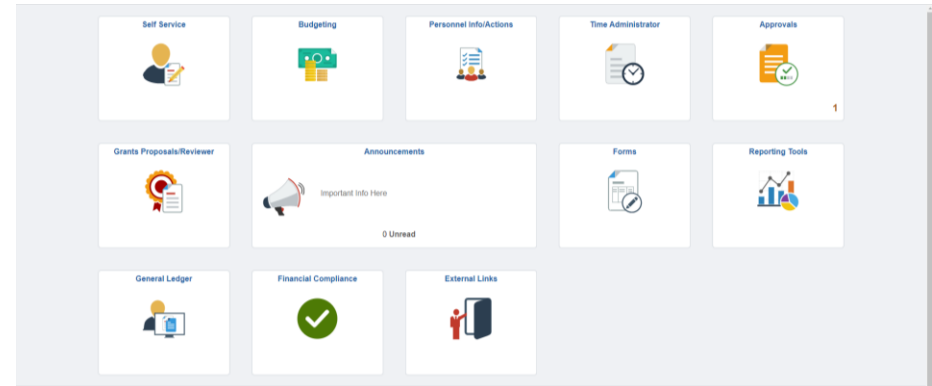 Self Service
Budgeting
Personnel Info/Actions
Time Administrator
Approvals
1
Grants Proposals/Reviewer
Announcements
Important Info Here
0 Unread
Forms
Reporting Tools
General Ledger
Financial Compliance
External Links